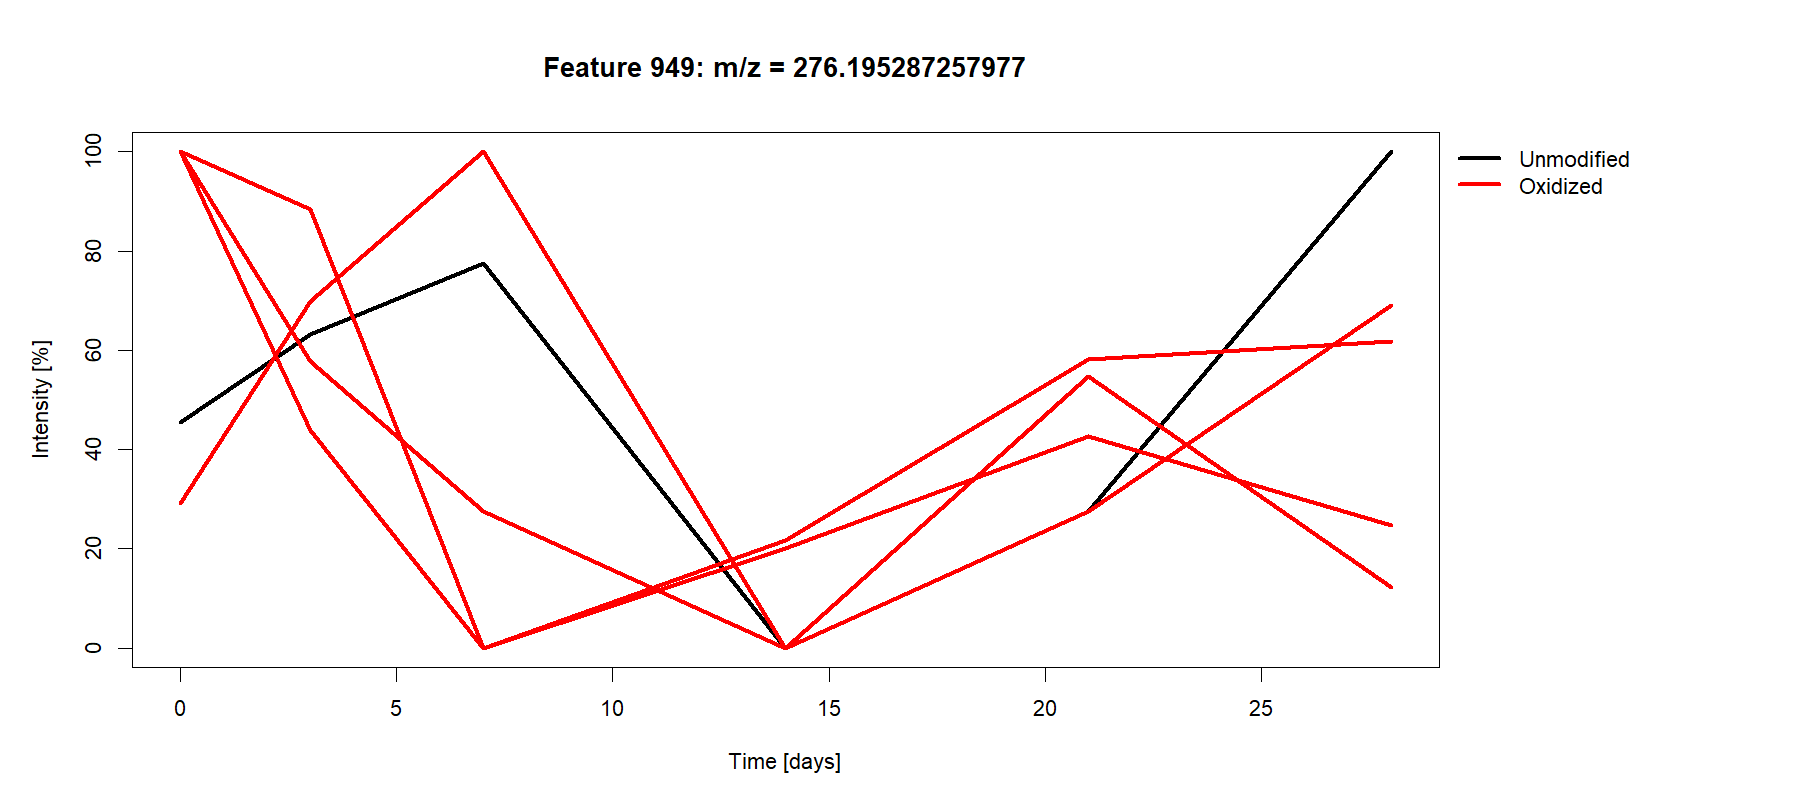 Feature 949: m/z = 276.195287257977
Unmodified
Oxidized
Intensity [%]
100
80
60
40
20
0
0 5 10 15 20 25
Time [days]